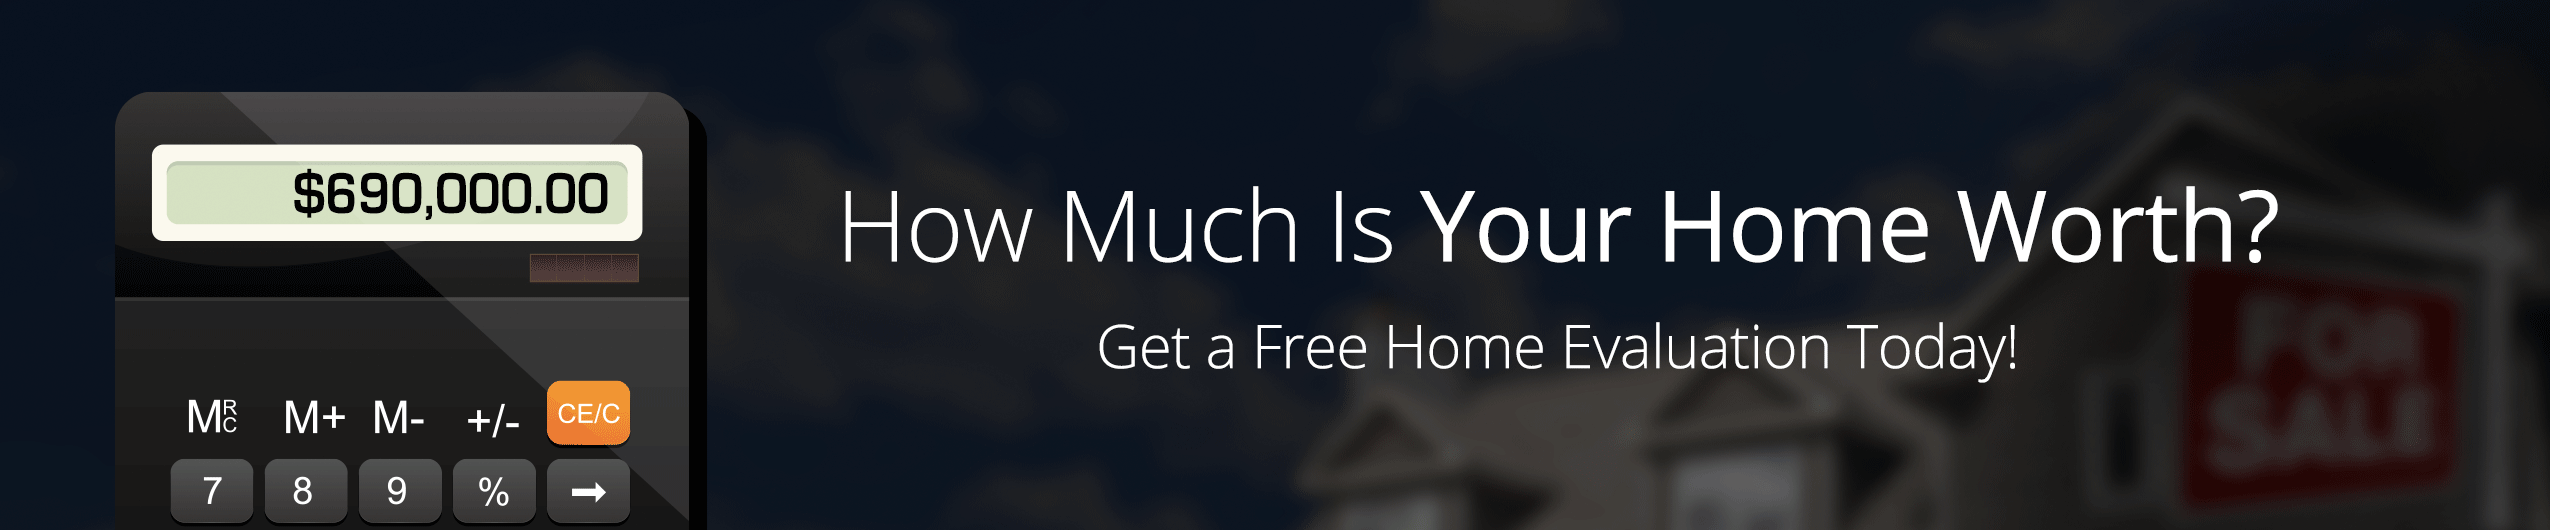 $690,000.00
How Much Is Your Home Worth?
Get a Free Home Evaluation Today!
FOR
SALE
MRC M+ M- +/- CE/C
7 8 9 % →